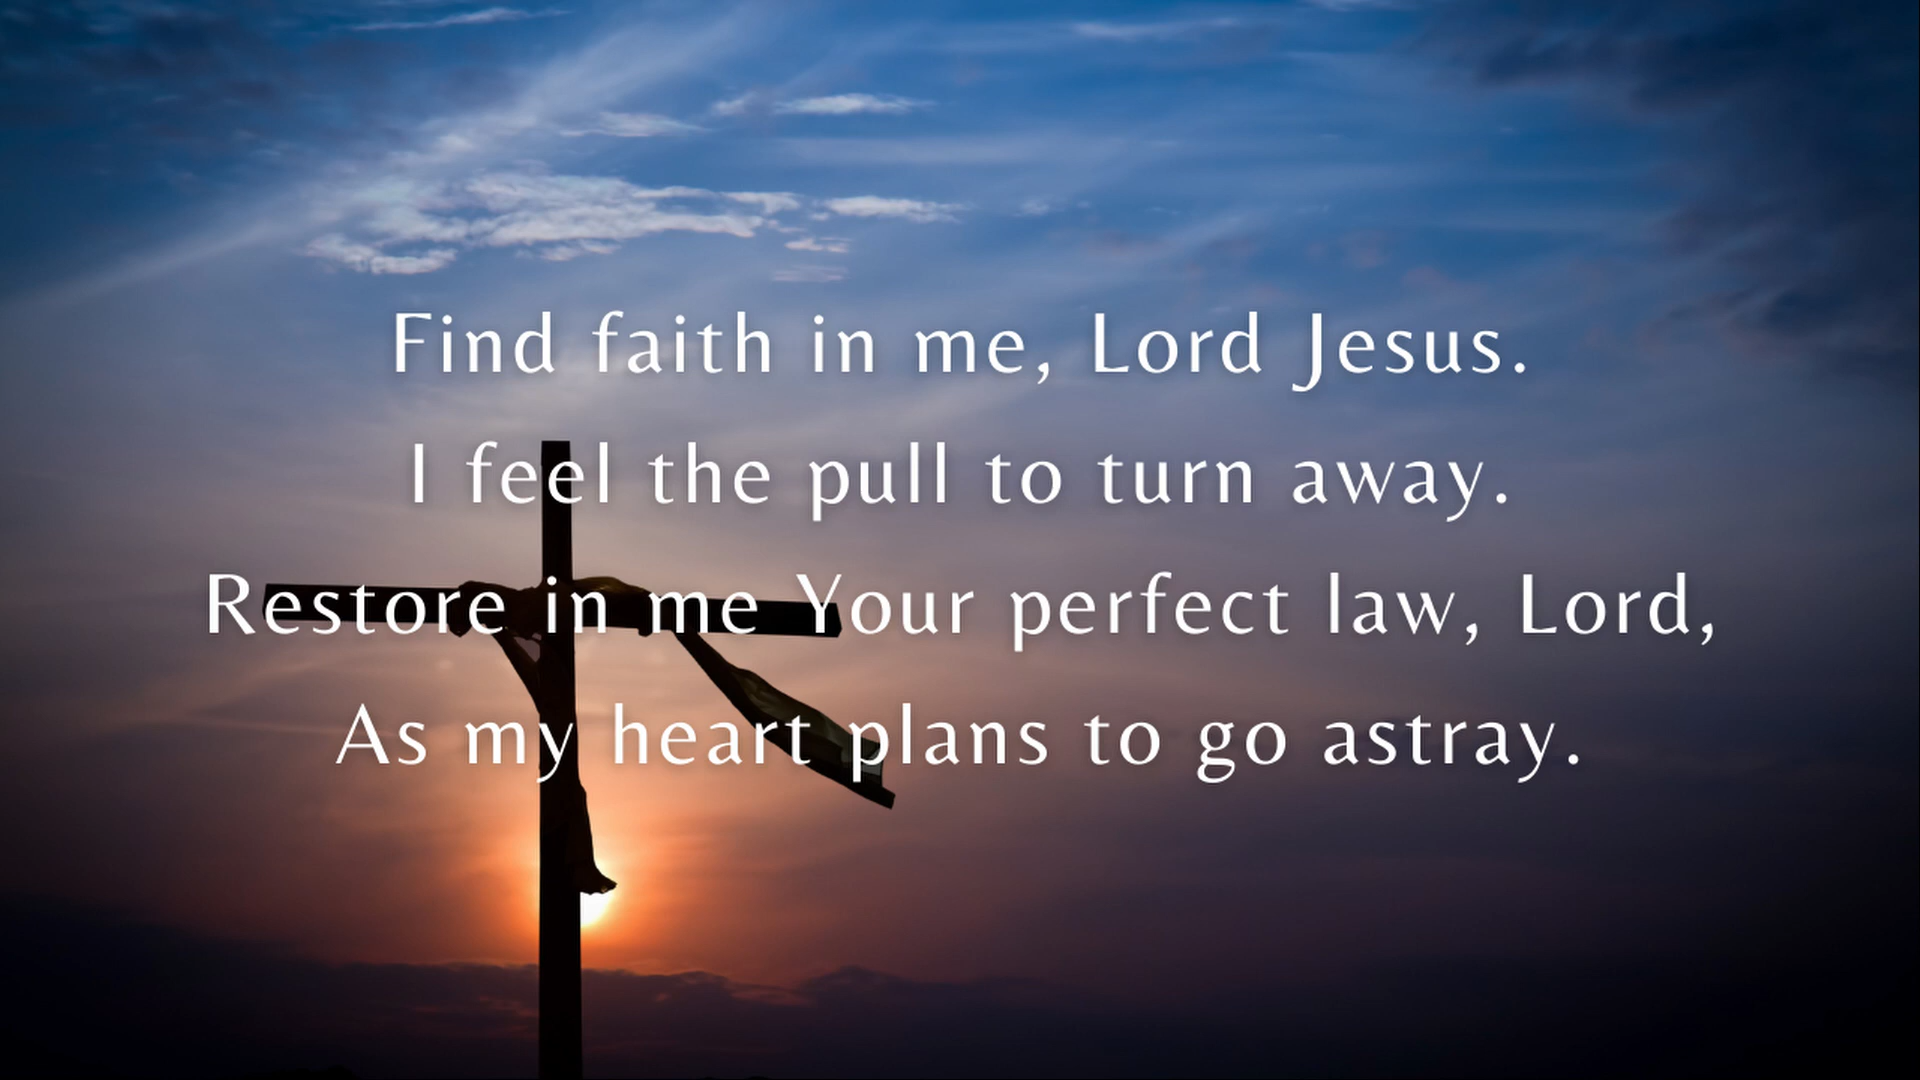 Find faith in me, Lord Jesus.
I feel the pull to turn away.
Restore in me Your perfect law, Lord,
As my heart plans to go astray.